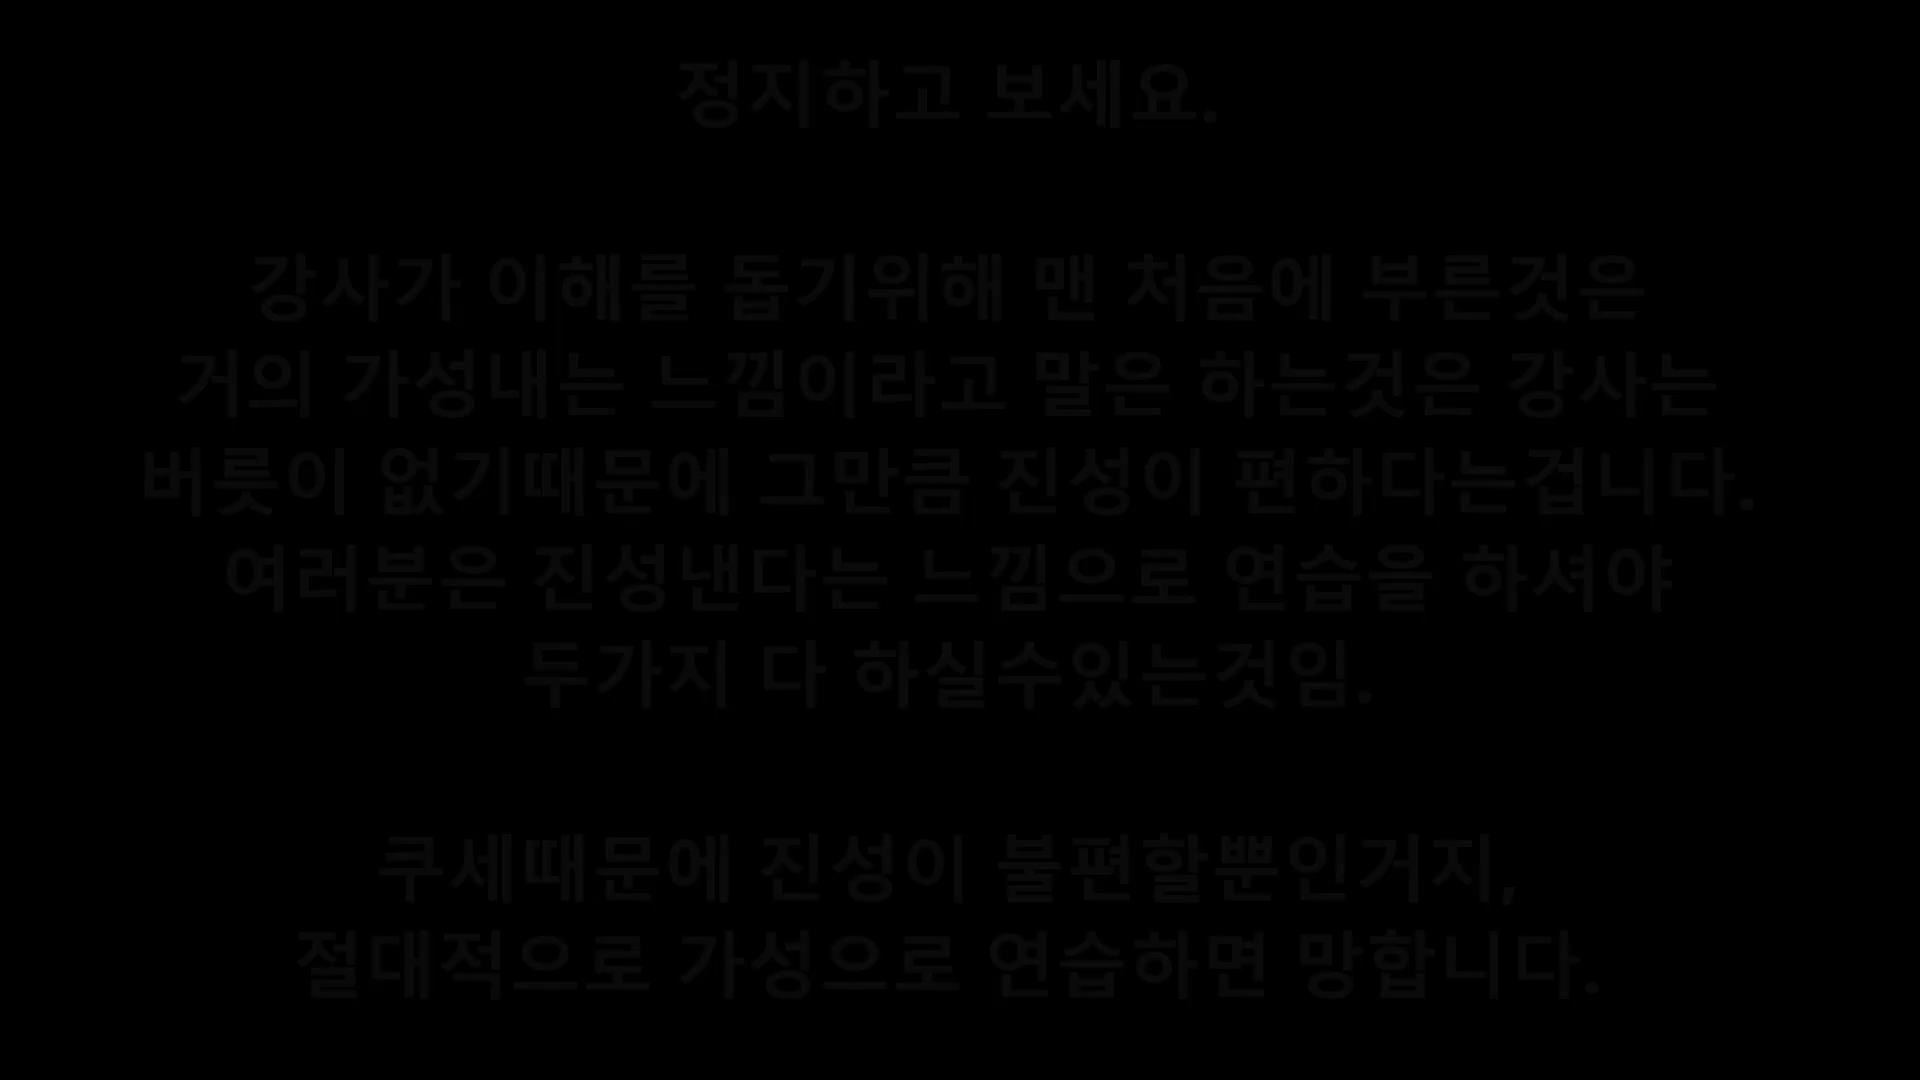 정지하고 보세요.
강사가 이해를 돕기위해 맨 처음에 부른것은
거의 가성내는 느낌이라고 말은 하는것은 강사는
버릇이 없기때문에 그만큼 진성이 편하다는겁니다.
여러분은 진성낸다는 느낌으로 연습을 하셔야
두가지 다 하실수있는것임.
쿠세때문에 진성이 불편할뿐인거지,
절대적으로 가성으로 연습하면 망합니다.